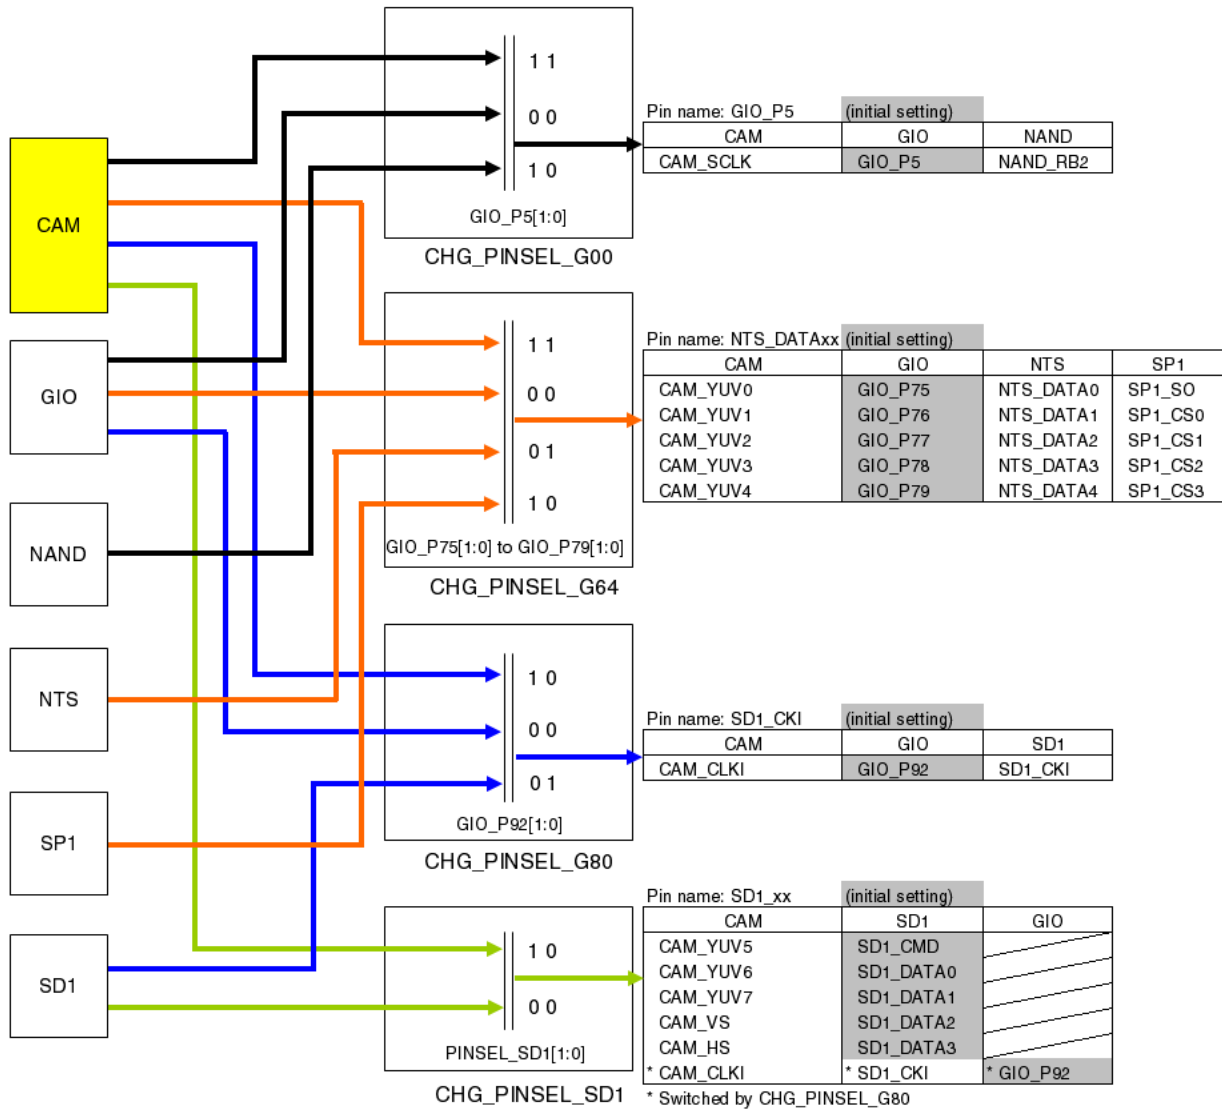 CAM
GIO
NAND
NTS
SP1
SD1
1 1
0 0
1 0
GIO_P5[1:0]
CHG_PINSEL_G00
Pin name: GIO_P5 (initial setting)
CAM GIO NAND
CAM_SCLK GIO_P5 NAND_RB2
1 1
0 0
0 1
1 0
GIO_P75[1:0] to GIO_P79[1:0]
CHG_PINSEL_G64
Pin name: NTS_DATAxx (initial setting)
CAM GIO NTS SP1
CAM_YUV0 GIO_P75 NTS_DATA0 SP1_SO
CAM_YUV1 GIO_P76 NTS_DATA1 SP1_CS0
CAM_YUV2 GIO_P77 NTS_DATA2 SP1_CS1
CAM_YUV3 GIO_P78 NTS_DATA3 SP1_CS2
CAM_YUV4 GIO_P79 NTS_DATA4 SP1_CS3
1 0
0 0
0 1
GIO_P92[1:0]
CHG_PINSEL_G80
Pin name: SD1_CKI (initial setting)
CAM GIO SD1
CAM_CLKI GIO_P92 SD1_CKI
1 0
0 0
PINSEL_SD1[1:0]
CHG_PINSEL_SD1
Pin name: SD1_xx (initial setting)
CAM SD1 GIO
CAM_YUV5 SD1_CMD
CAM_YUV6 SD1_DATA0
CAM_YUV7 SD1_DATA1
CAM_VS SD1_DATA2
CAM_HS SD1_DATA3
* CAM_CLKI * SD1_CKI * GIO_P92
* Switched by CHG_PINSEL_G80